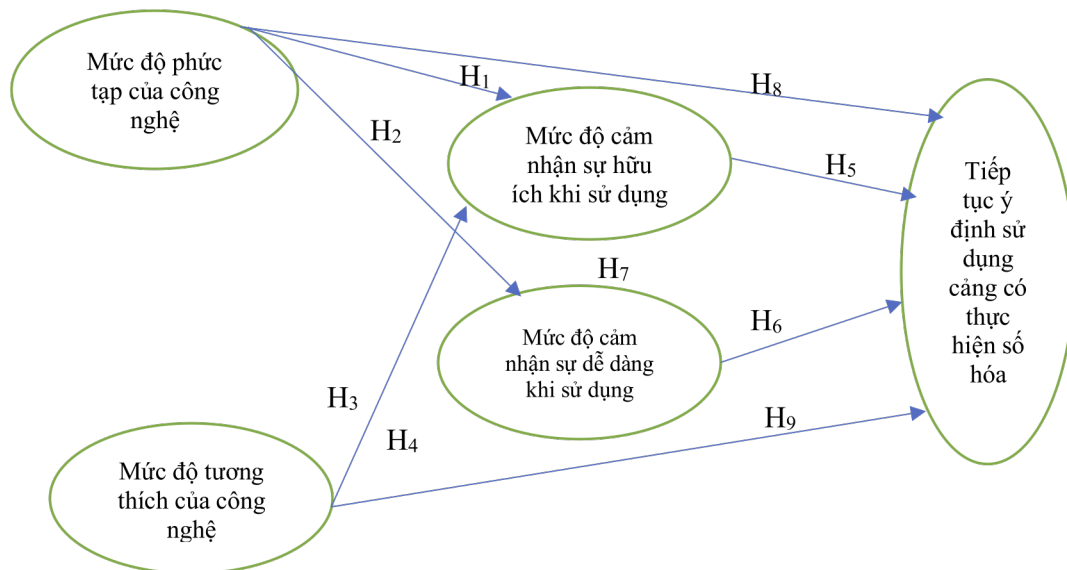 Mức độ phức
tạp của công
nghệ
H1
H8
H2
Mức độ cảm
nhận sự hữu
ích khi sử dụng
H5
Tiếp
tục ý
định sử
dụng
cảng có
thực
hiện số
hóa
H7
H6
Mức độ cảm
nhận sự dễ dàng
khi sử dụng
H3
H4
H9
Mức độ tương
thích của công
nghệ